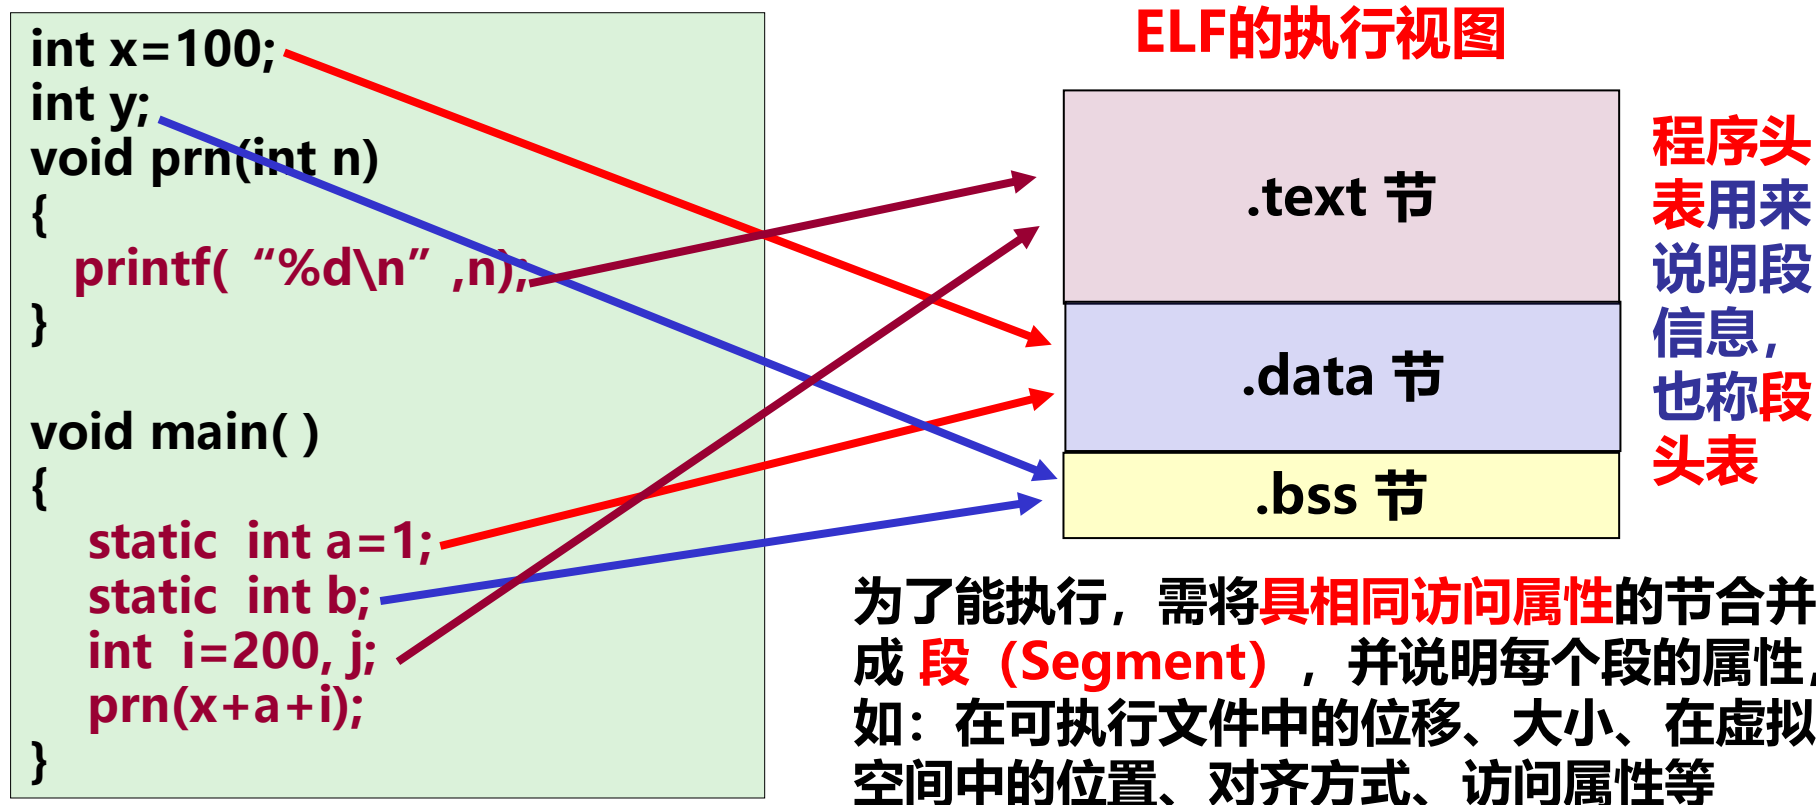 int x=100;
int y;
void prn(int n)
{
printf( “%d\n” ,n);
}
void main( )
{
static  int a=1;
static  int b;
int  i=200, j;
prn(x+a+i);
}
ELF的执行视图
.text 节
.data 节
.bss 节
程序头
表用来
说明段
信息，
也称段
头表
为了能执行，需将具相同访问属性的节合并
成 段（Segment），并说明每个段的属性，
如：在可执行文件中的位移、大小、在虚拟
空间中的位置、对齐方式、访问属性等